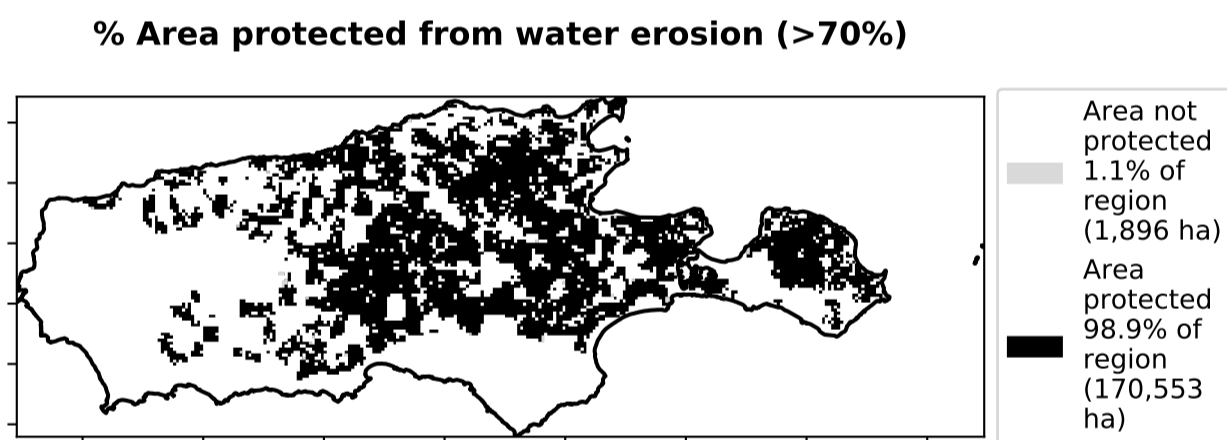 % Area protected from water erosion (>70%)
Area not
protected
1.1% of
region
(1,896 ha)
Area
protected
98.9% of
region
(170,553
ha)